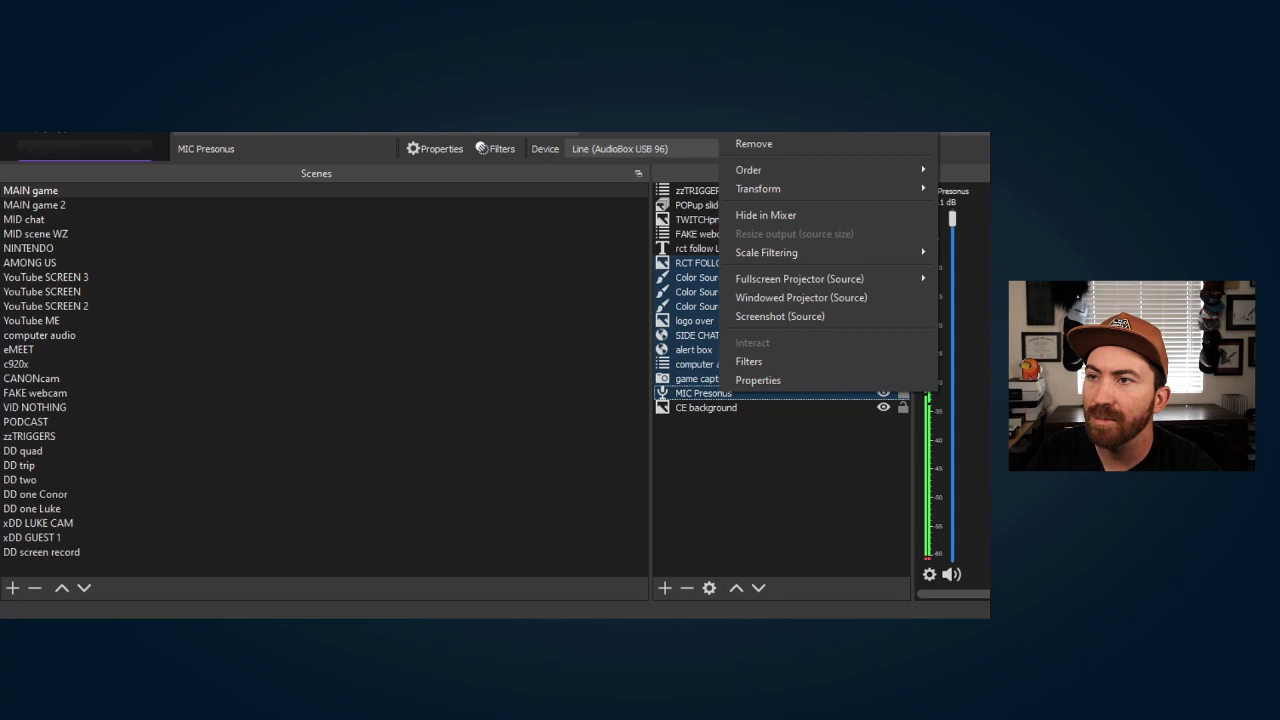 MIC Presonus
Properties
Filters
Device
Line (AudioBox USB 96)
Scenes
MAIN game
MAIN game 2
MID chat
MID scene WZ
NINTENDO
AMONG US
YouTube SCREEN 3
YouTube SCREEN
YouTube SCREEN 2
YouTube ME
computer audio
eMEET
c920x
CANONcam
FAKE webcam
VID NOTHING
PODCAST
zzTRIGGERS
DD quad
DD trip
DD two
DD one Conor
DD one Luke
xDD LUKE CAM
xDD GUEST 1
DD screen record
zzTRIGGER
POPup slid
TWITCHpr
FAKE webc
rct follow L
RCT FOLLO
Color Sour
Color Sour
Color Sour
logo over
SIDE CHAT
alert box
computer a
game capt
MIC Presonus
CE background
Remove
Order
Transform
Hide in Mixer
Resize output (source size)
Scale Filtering
Fullscreen Projector (Source)
Windowed Projector (Source)
Screenshot (Source)
Interact
Filters
Properties
Presonus
.1 dB
-35
-40
-45
-50
-55
-60